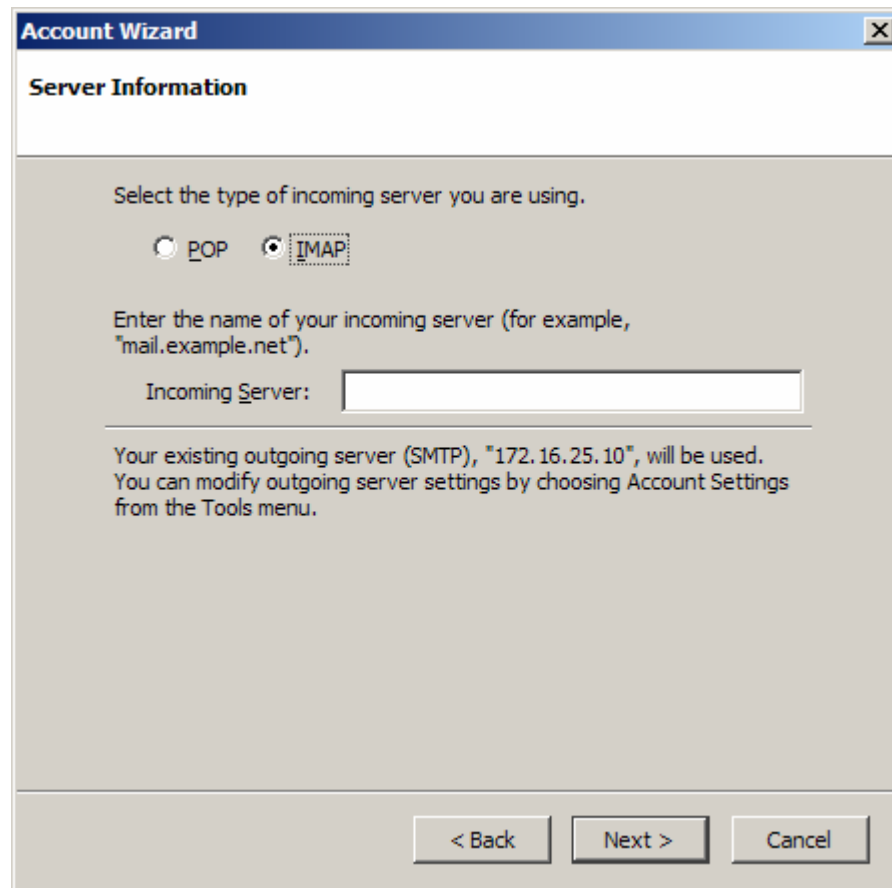 Account Wizard
Server Information
Select the type of incoming server you are using.
POP IMAP
Enter the name of your incoming server (for example,
"mail.example.net").
Incoming Server:
Your existing outgoing server (SMTP), "172.16.25.10", will be used.
You can modify outgoing server settings by choosing Account Settings
from the Tools menu.
< Back Next > Cancel